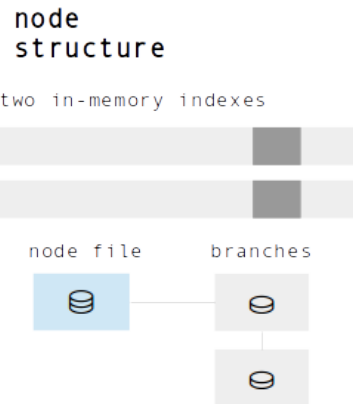 node
structure
two in-memory indexes
node file
branches